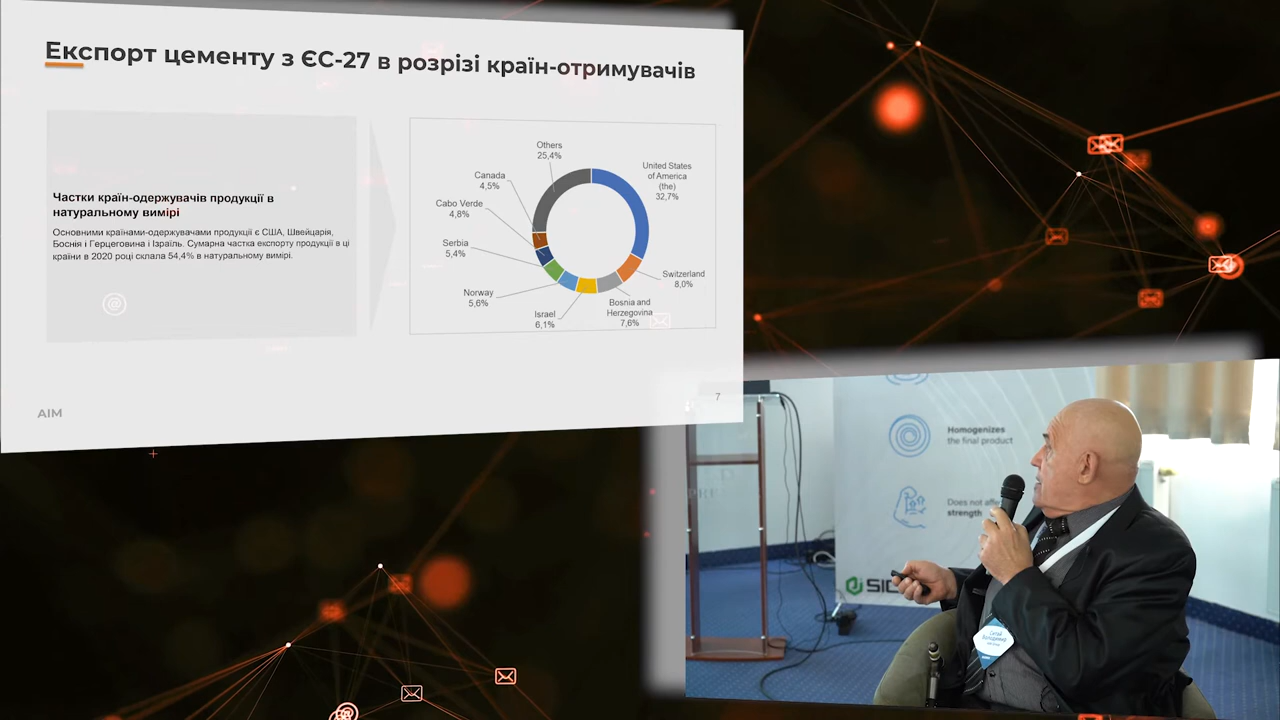 Експорт цементу з ЄС-27 в розрізі країн-отримувачів
Частки країн-одержувачів продукції в
натуральному вимірі
Основними країнами-одержувачами продукції є США, Швейцарія,
Боснія і Герцеговина і Ізраїль. Сумарна частка експорту продукції в ці
країни в 2020 році склала 54,4% в натуральному вимірі.
Others
25,4%
United States
of America
(the)
32,7%
Canada
4,5%
Cabo Verde
4,8%
Serbia
5,4%
Switzerland
8,0%
Norway
5,6%
Bosnia and
Herzegovina
7,6%
Israel
6,1%
AIM
7
Homogenizes
the final product
Does not
strength